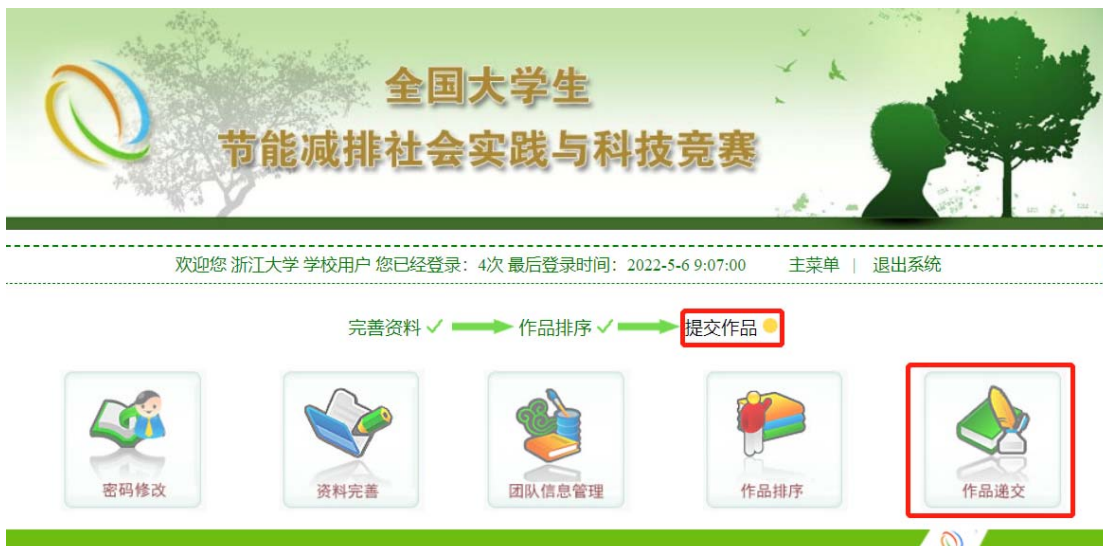 全国大学生
节能减排社会实践与科技竞赛
欢迎您 浙江大学 学校用户 您已经登录：4次 最后登录时间：2022-5-6 9:07:00 主菜单 | 退出系统
完善资料 作品排序 提交作品
密码修改 资料完善 团队信息管理 作品排序 作品递交